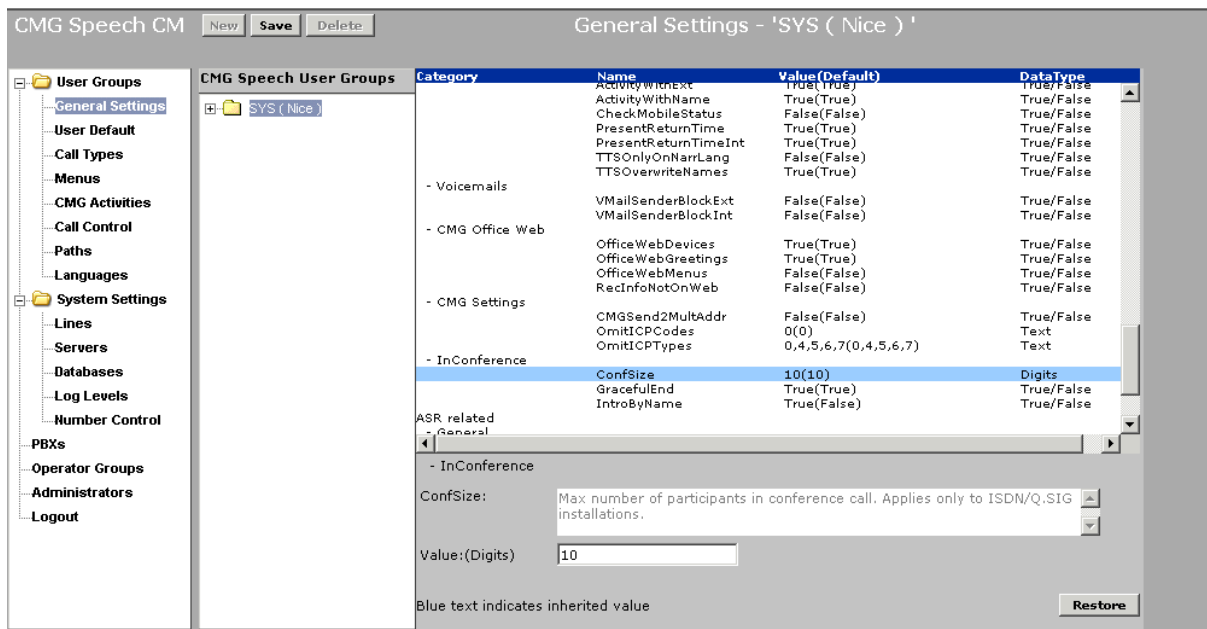 CMG Speech CM New Save Delete General Settings - 'SYS ( Nice ) '
User Groups
General Settings
User Default
Call Types
Menus
CMG Activities
Call Control
Paths
Languages
System Settings
Lines
Servers
Databases
Log Levels
Number Control
PBXs
Operator Groups
Administrators
Logout
CMG Speech User Groups
SYS ( Nice )
Category Name Value(Default) DataType
ActivityWithExt True(True) True/False
ActivityWithName True(True) True/False
CheckMobileStatus False(False) True/False
PresentReturnTime True(True) True/False
PresentReturnTimeInt True(True) True/False
TTSOnlyOnNarrLang False(False) True/False
TTSOverwriteNames True(True) True/False
- Voicemails
VMailSenderBlockExt False(False) True/False
VMailSenderBlockInt False(False) True/False
- CMG Office Web
OfficeWebDevices True(True) True/False
OfficeWebGreetings True(True) True/False
OfficeWebMenus False(False) True/False
RecInfoNotOnWeb False(False) True/False
- CMG Settings
CMGSend2MultAddr False(False) True/False
OmitICPCodes 0(0) Text
OmitICPTypes 0,4,5,6,7(0,4,5,6,7) Text
- InConference
ConfSize 10(10) Digits
GracefulEnd True(True) True/False
IntroByName True(False) True/False
ASR related
- General
- InConference
ConfSize: Max number of participants in conference call. Applies only to ISDN/Q.SIG
installations.
Value:(Digits) 10
Blue text indicates inherited value Restore